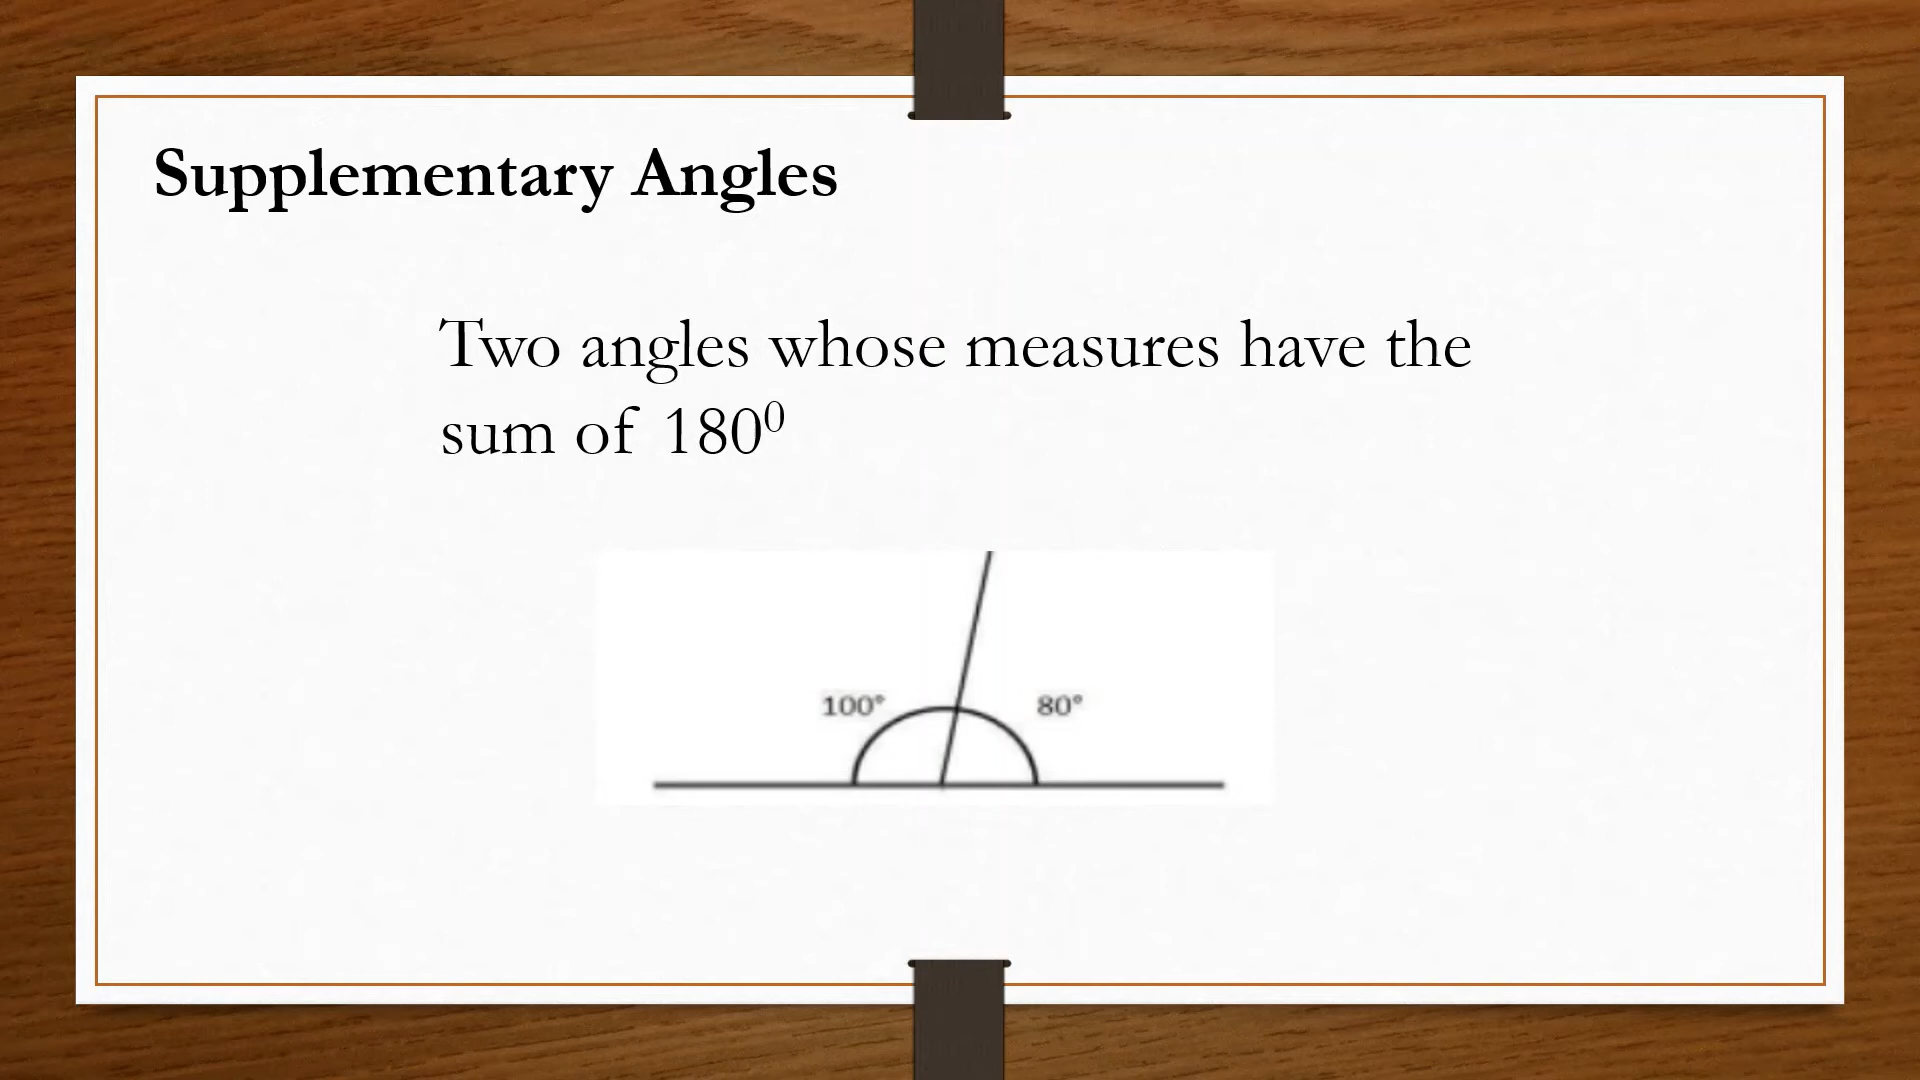 Supplementary Angles
Two angles whose measures have the
sum of 180⁰
100° 80°